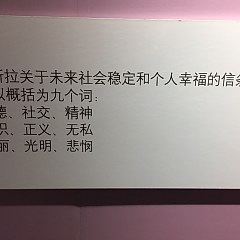 斯拉关于未来社会稳定和个人幸福的信条
以概括为九个词:
德、社交、精神
识、正义、无私
丽、光明、悲悯